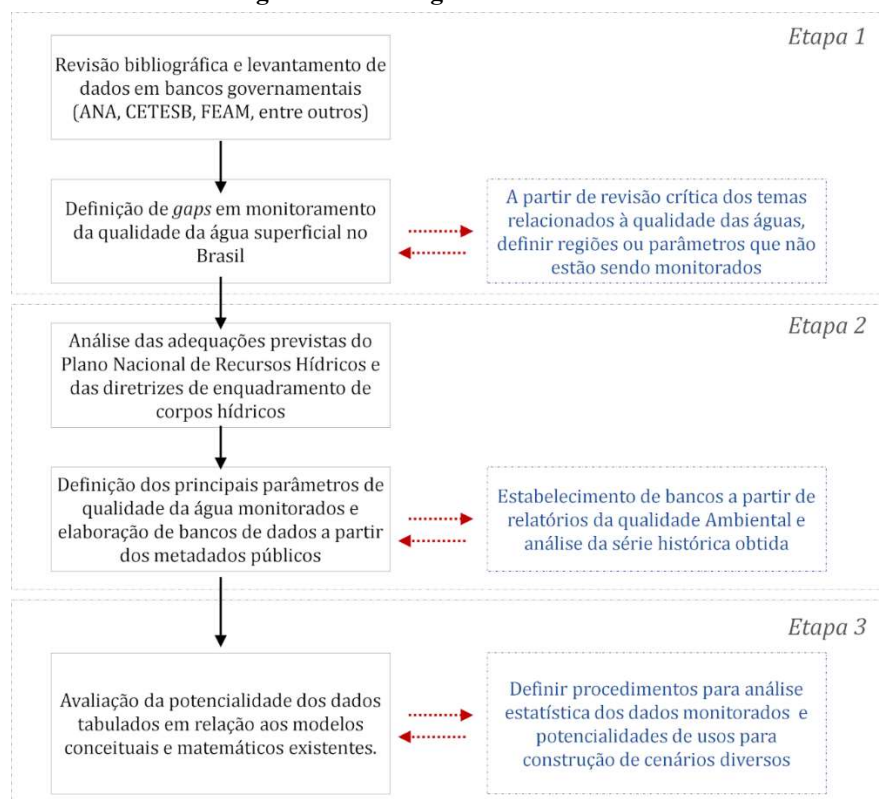 Etapa 1
Revisão bibliográfica e levantamento de
dados em bancos governamentais
(ANA, CETESB, FEAM, entre outros)
Definição de gaps em monitoramento
da qualidade da água superficial no
Brasil
A partir de revisão crítica dos temas
relacionados à qualidade das águas,
definir regiões ou parâmetros que não
estão sendo monitorados
Etapa 2
Análise das adequações previstas do
Plano Nacional de Recursos Hídricos e
das diretrizes de enquadramento de
corpos hídricos
Definição dos principais parâmetros de
qualidade da água monitorados e
elaboração de bancos de dados a partir
dos metadados públicos
Estabelecimento de bancos a partir de
relatórios da qualidade Ambiental e
análise da série histórica obtida
Etapa 3
Avaliação da potencialidade dos dados
tabulados em relação aos modelos
conceituais e matemáticos existentes.
Definir procedimentos para análise
estatística dos dados monitorados e
potencialidades de usos para
construção de cenários diversos